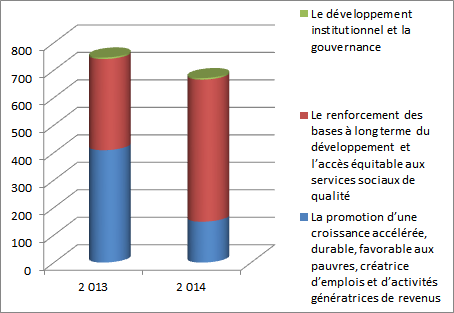 800
700
600
500
400
300
200
100
0
2 013
2 014
Le développement
institutionnel et la
gouvernance
Le renforcement des
bases à long terme du
développement et
l’accès équitable aux
services sociaux de
qualité
La promotion d’une
croissance accélérée,
durable, favorable aux
pauvres, créatrice
d’emplois et d’activités
génératrices de revenus